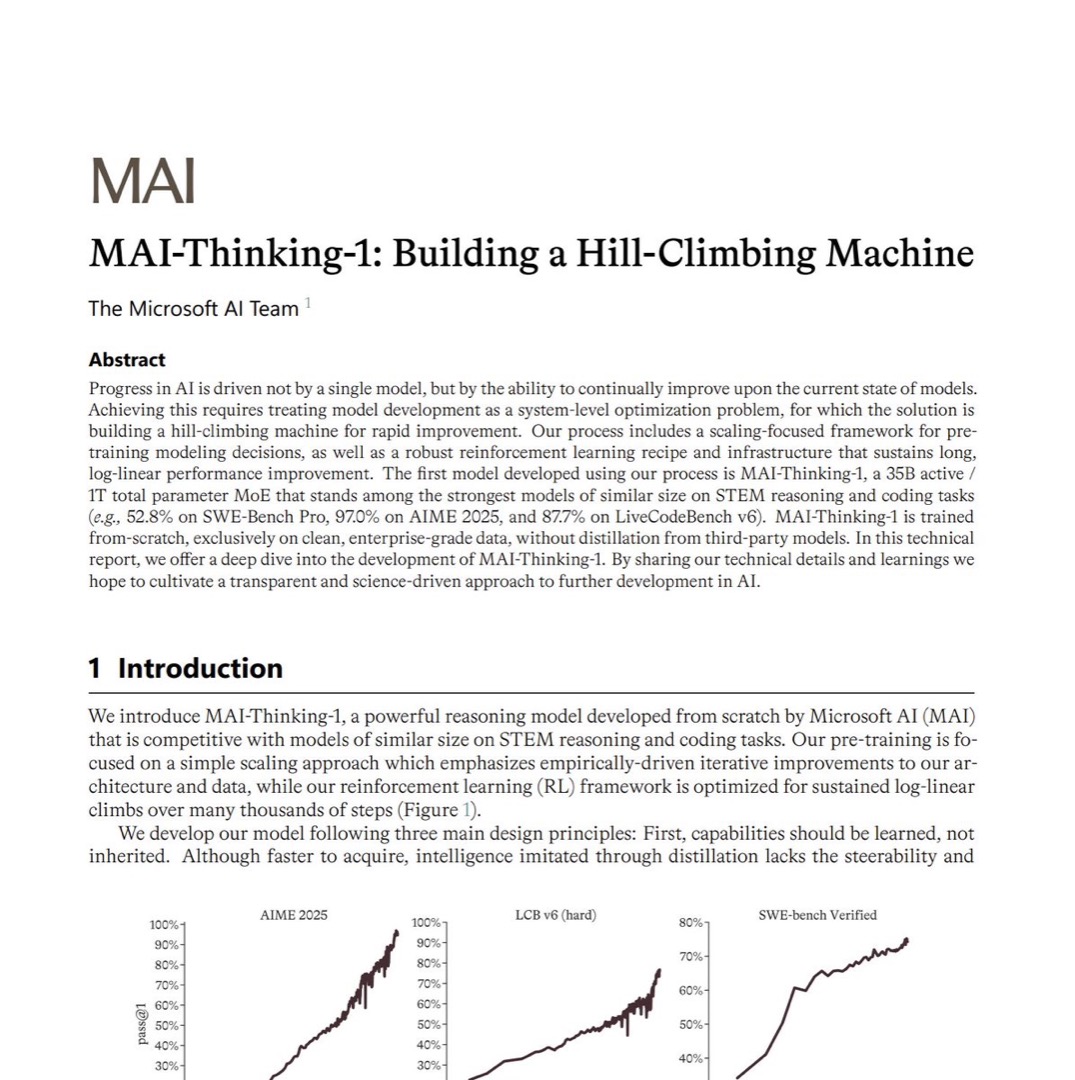 MAI
MAI-Thinking-1: Building a Hill-Climbing Machine
The Microsoft AI Team 1
Abstract
Progress in AI is driven not by a single model, but by the ability to continually improve upon the current state of models.
Achieving this requires treating model development as a system-level optimization problem, for which the solution is
building a hill-climbing machine for rapid improvement. Our process includes a scaling-focused framework for pre-
training modeling decisions, as well as a robust reinforcement learning recipe and infrastructure that sustains long,
log-linear performance improvement. The first model developed using our process is MAI-Thinking-1, a 35B active /
1T total parameter MoE that stands among the strongest models of similar size on STEM reasoning and coding tasks
(e.g., 52.8% on SWE-Bench Pro, 97.0% on AIME 2025, and 87.7% on LiveCodeBench v6). MAI-Thinking-1 is trained
from-scratch, exclusively on clean, enterprise-grade data, without distillation from third-party models. In this technical
report, we offer a deep dive into the development of MAI-Thinking-1. By sharing our technical details and learnings we
hope to cultivate a transparent and science-driven approach to further development in AI.
1 Introduction
We introduce MAI-Thinking-1, a powerful reasoning model developed from scratch by Microsoft AI (MAI)
that is competitive with models of similar size on STEM reasoning and coding tasks. Our pre-training is fo-
cused on a simple scaling approach which emphasizes empirically-driven iterative improvements to our ar-
chitecture and data, while our reinforcement learning (RL) framework is optimized for sustained log-linear
climbs over many thousands of steps (Figure 1).
We develop our model following three main design principles: First, capabilities should be learned, not
inherited. Although faster to acquire, intelligence imitated through distillation lacks the steerability and
AIME 2025
100%
90%
80%
70%
60%
50%
40%
30%
pass@1
LCB v6 (hard)
100%
90%
80%
70%
60%
50%
40%
30%
SWE-bench Verified
80%
70%
60%
50%
40%